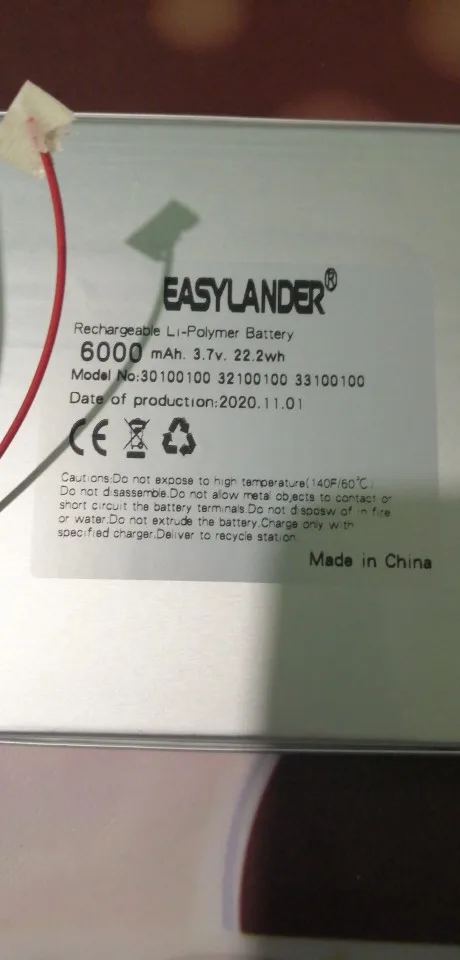 EASYLANDER®
Rechargeable Li-Polymer Battery
6000 mAh. 3.7v. 22.2wh
Model No:30100100 32100100 33100100
Date of production:2020.11.01
CE
Cautions:Do not expose to high temperature(140F/60℃)
Do not disassemble.Do not allow metal objects to contact or
short circuit the battery terminals.Do not disposw of in fire
or water.Do not extrude the battery.Charge only with
specified charger.Deliver to recycle station
Made in China